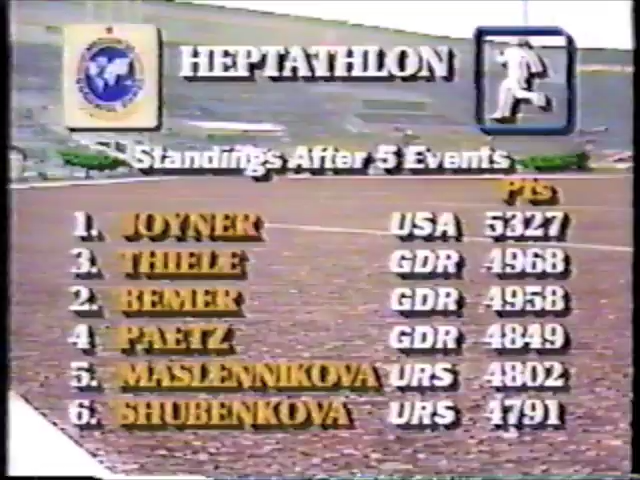 HEPTATHLON
Standings After 5 Events
Pts
1. JOYNER USA 5327
3. THIELE GDR 4968
2. BEMER GDR 4958
4 PAETZ GDR 4849
5. MASLENNIKOVA URS 4802
6. SHUBENKOVA URS 4791